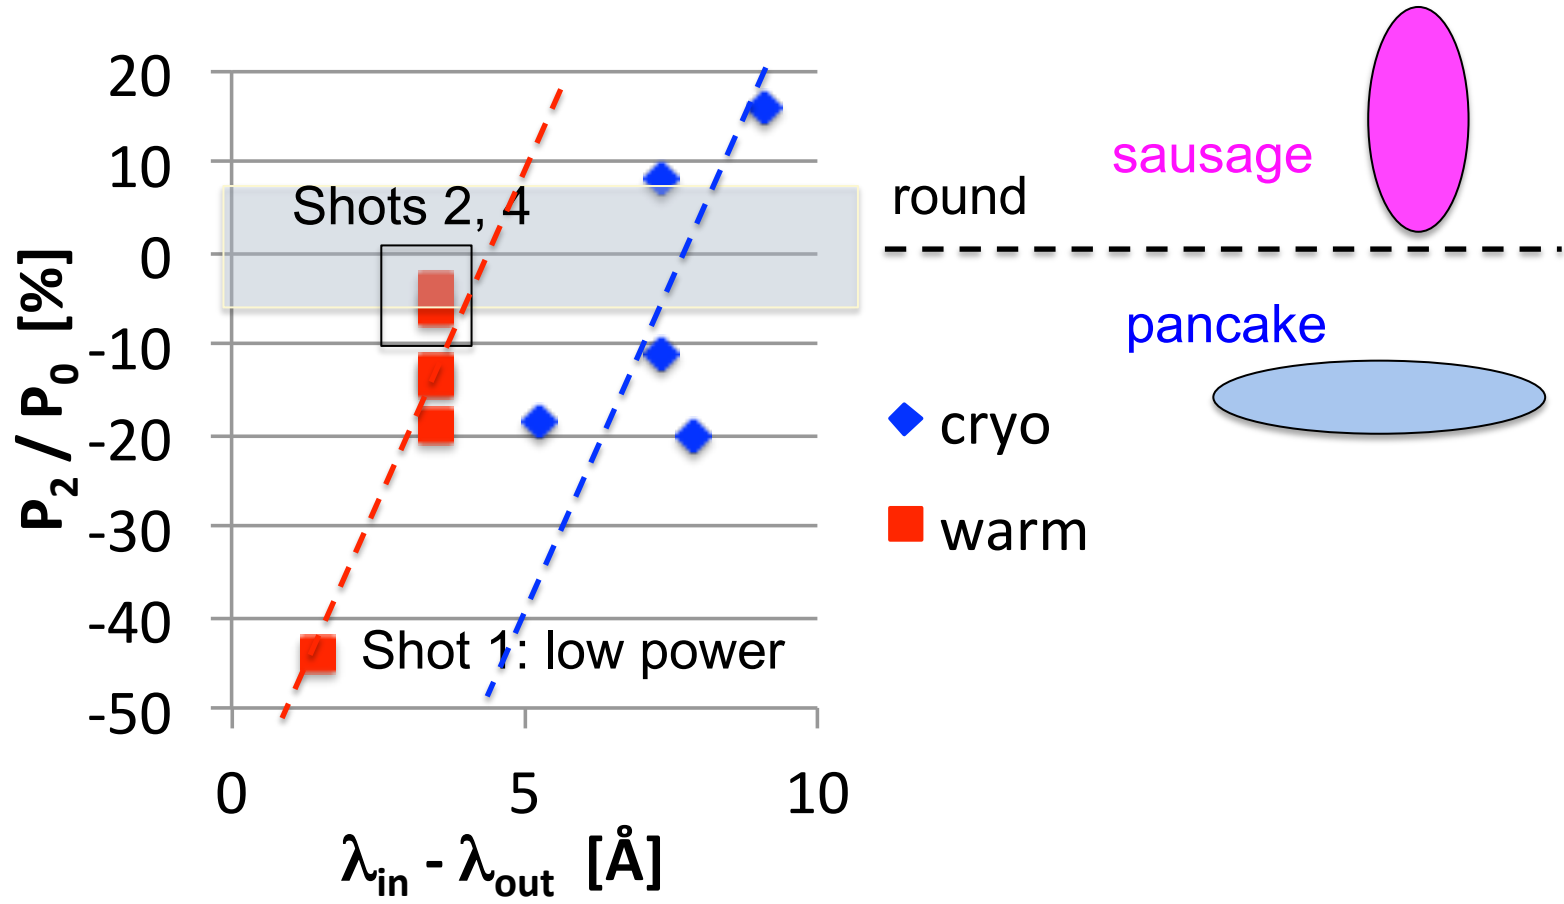 20
10
0
-10
-20
-30
-40
-50
P2 / P0 [%]
Shots 2, 4
Shot 1: low power
0 5 10
λin - λout [Å]
round
sausage
pancake
cryo
warm